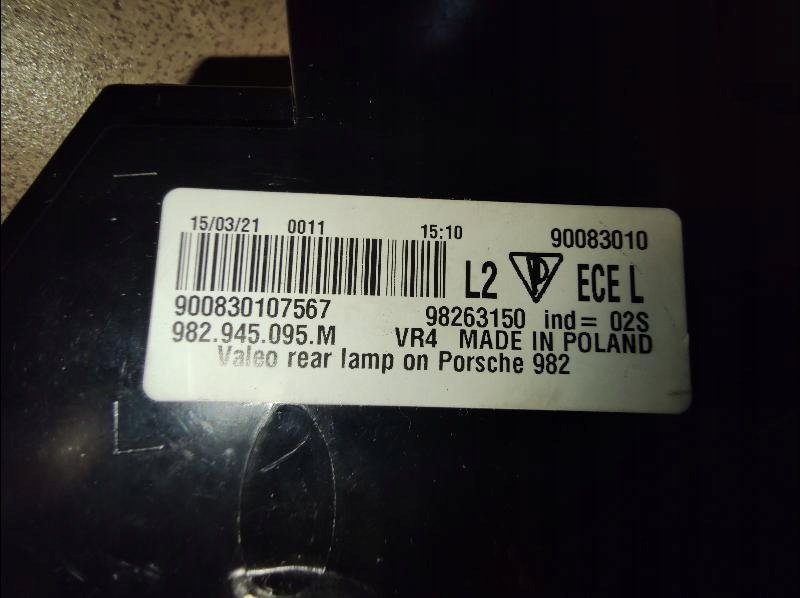 15/03/21 0011 15:10 90083010
L2 VP ECE L
900830107567 98263150 ind= 02S
982.945.095.M VR4 MADE IN POLAND
Valeo rear lamp on Porsche 982
L